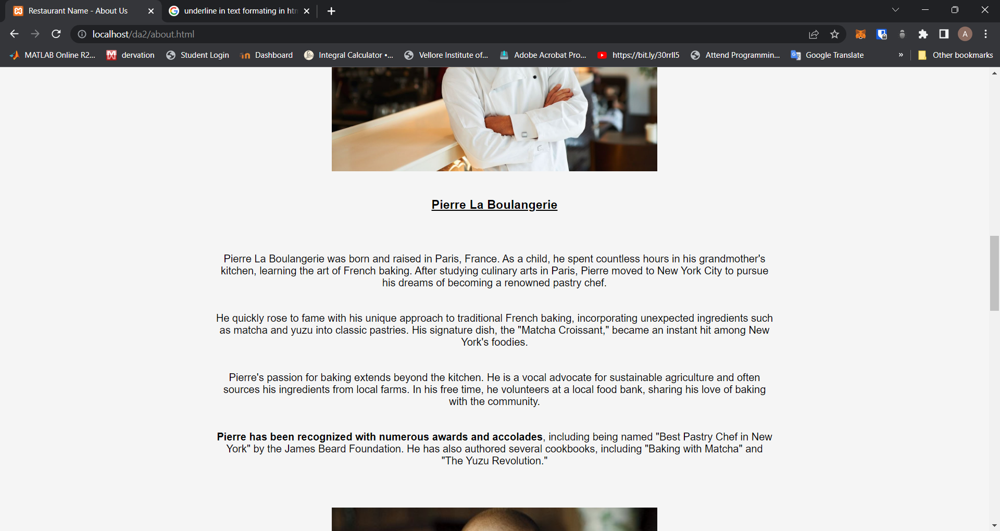 Restaurant Name - About Us
underline in text formating in htm
localhost/da2/about.html
A
MATLAB Online R2... dervation Student Login Dashboard Integral Calculator •... Vellore Institute of... Adobe Acrobat Pro... https://bit.ly/30rrll5 Attend Programmin... Google Translate » Other bookmarks
Pierre La Boulangerie
Pierre La Boulangerie was born and raised in Paris, France. As a child, he spent countless hours in his grandmother's
kitchen, learning the art of French baking. After studying culinary arts in Paris, Pierre moved to New York City to pursue
his dreams of becoming a renowned pastry chef.
He quickly rose to fame with his unique approach to traditional French baking, incorporating unexpected ingredients such
as matcha and yuzu into classic pastries. His signature dish, the "Matcha Croissant," became an instant hit among New
York's foodies.
Pierre's passion for baking extends beyond the kitchen. He is a vocal advocate for sustainable agriculture and often
sources his ingredients from local farms. In his free time, he volunteers at a local food bank, sharing his love of baking
with the community.
Pierre has been recognized with numerous awards and accolades, including being named "Best Pastry Chef in New
York" by the James Beard Foundation. He has also authored several cookbooks, including "Baking with Matcha" and
"The Yuzu Revolution."